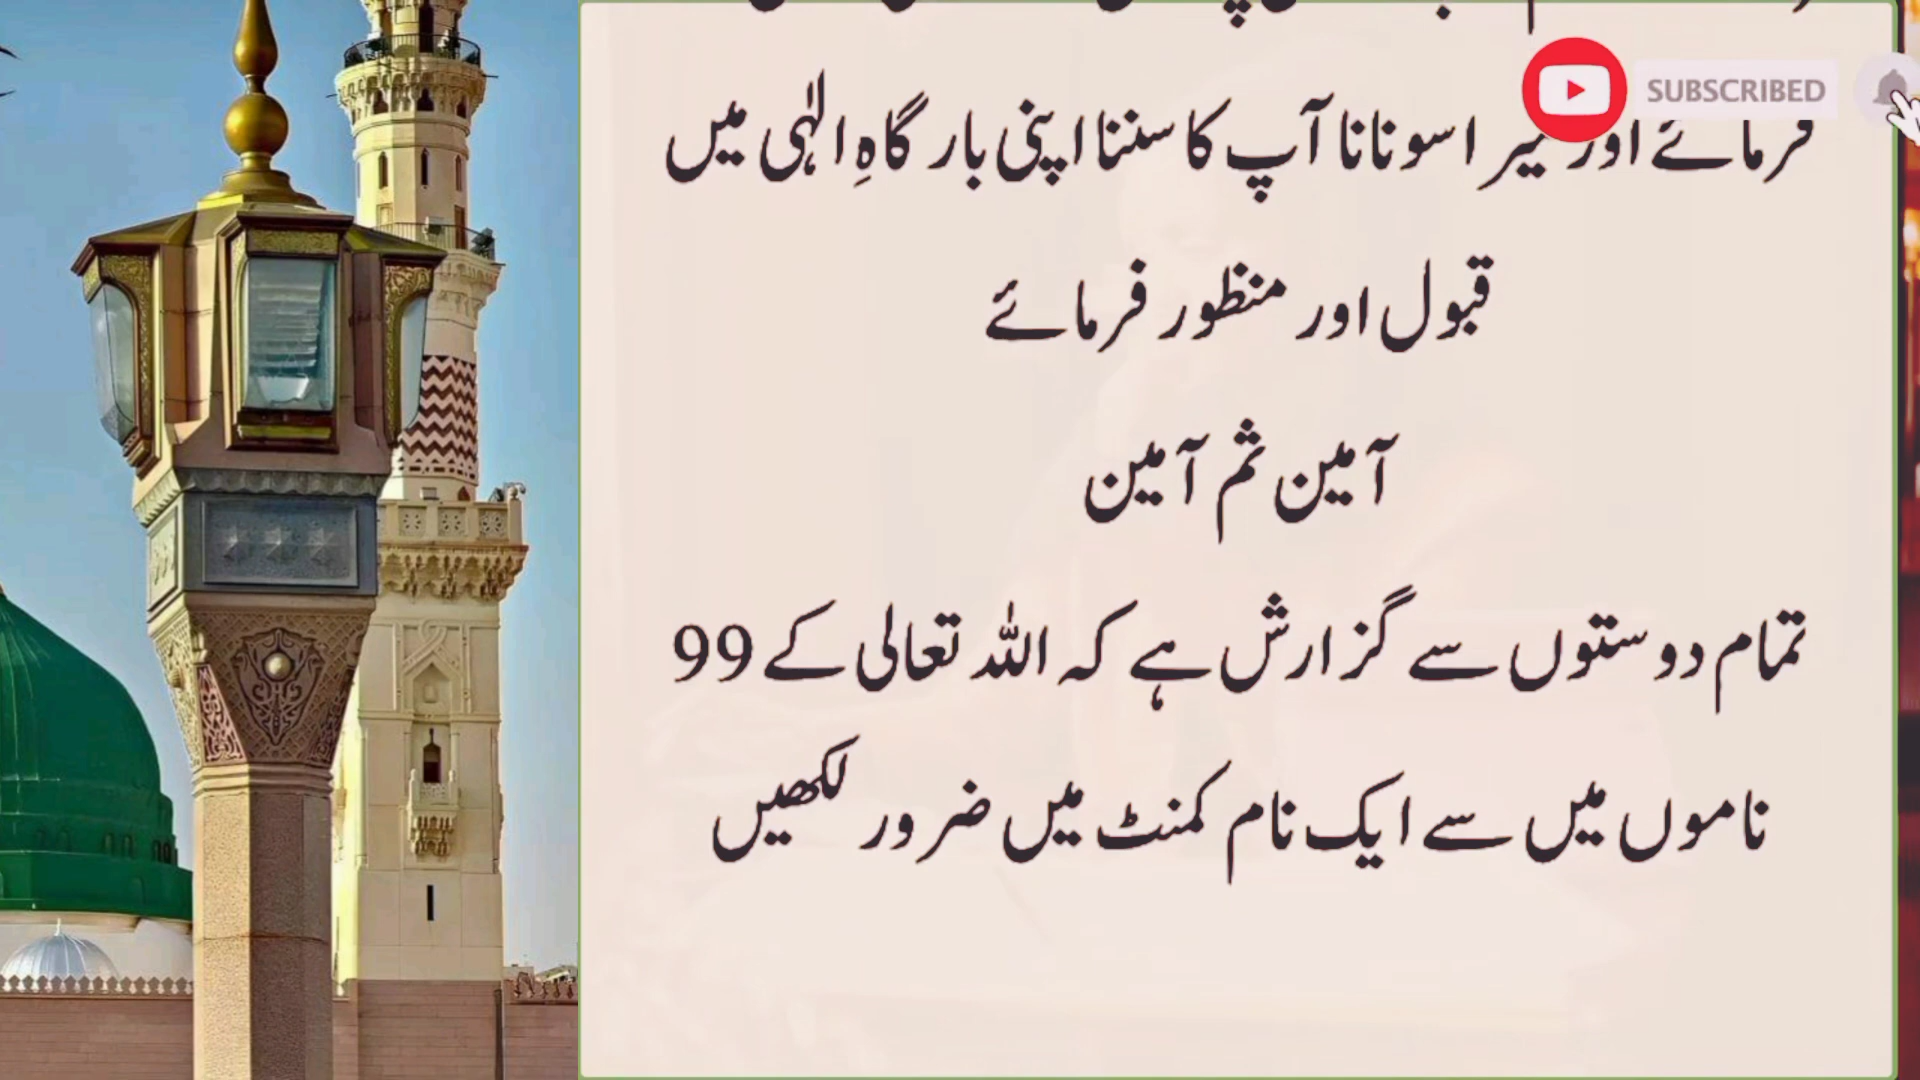 SUBSCRIBED
فرمائے اور میرا سونانا آپ کا سننا اپنی بارگاہِ الٰہی میں
قبول اور منظور فرمائے
آمین ثم آمین
تمام دوستوں سے گزارش ہے کہ اللہ تعالی کے 99
ناموں میں سے ایک نام کمنٹ میں ضرور لکھیں